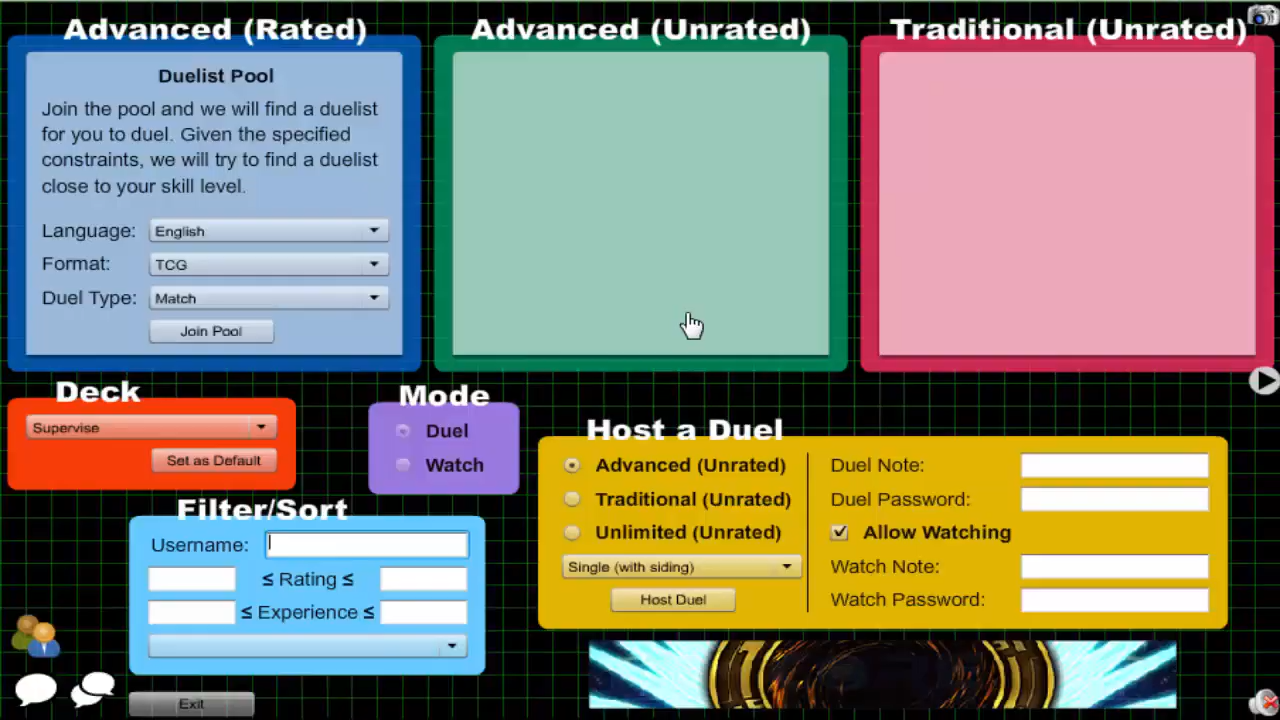 Advanced (Rated)
Duelist Pool
Join the pool and we will find a duelist
for you to duel. Given the specified
constraints, we will try to find a duelist
close to your skill level.
Language: English
Format: TCG
Duel Type: Match
Join Pool
Advanced (Unrated)
Traditional (Unrated)
Deck
Supervise
Set as Default
Mode
Duel
Watch
Filter/Sort
Username:
≤ Rating ≤
≤ Experience ≤
Exit
Host a Duel
Advanced (Unrated)
Traditional (Unrated)
Unlimited (Unrated)
Single (with siding)
Host Duel
Duel Note:
Duel Password:
Allow Watching
Watch Note:
Watch Password: